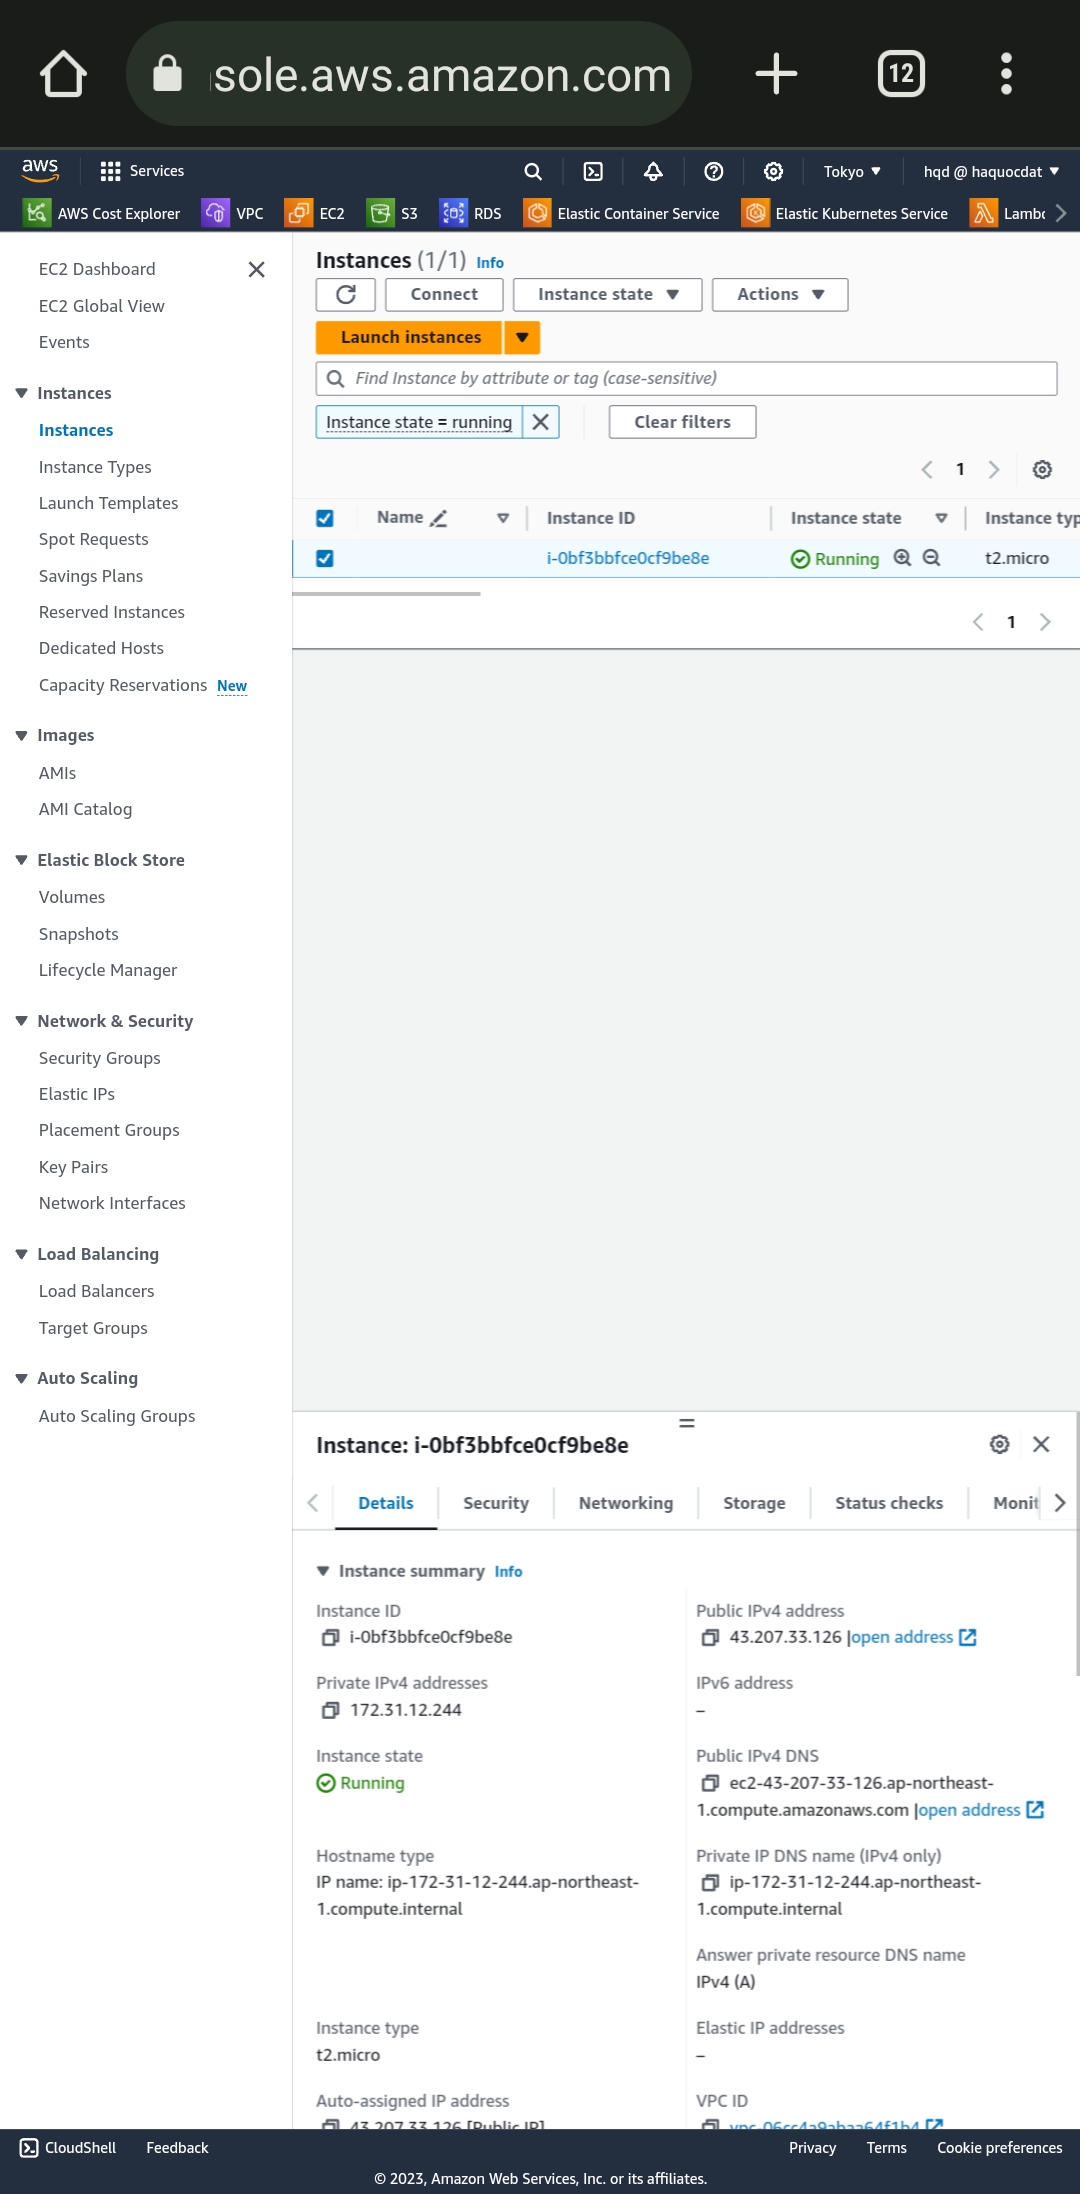 sole.aws.amazon.com
12
aws
Services
Tokyo
hqd @ haquocdat
AWS Cost Explorer
VPC
EC2
S3
RDS
Elastic Container Service
Elastic Kubernetes Service
Lambd
EC2 Dashboard
EC2 Global View
Events
Instances
Instances
Instance Types
Launch Templates
Spot Requests
Savings Plans
Reserved Instances
Dedicated Hosts
Capacity Reservations New
Images
AMIs
AMI Catalog
Elastic Block Store
Volumes
Snapshots
Lifecycle Manager
Network & Security
Security Groups
Elastic IPs
Placement Groups
Key Pairs
Network Interfaces
Load Balancing
Load Balancers
Target Groups
Auto Scaling
Auto Scaling Groups
Instances (1/1) Info
Connect
Instance state
Actions
Launch instances
Find Instance by attribute or tag (case-sensitive)
Instance state = running
Clear filters
1
Name
Instance ID
Instance state
Instance typ
i-0bf3bbfce0cf9be8e
Running
t2.micro
1
Instance: i-0bf3bbfce0cf9be8e
Details
Security
Networking
Storage
Status checks
Monit
Instance summary Info
Instance ID
i-0bf3bbfce0cf9be8e
Public IPv4 address
43.207.33.126 |open address
Private IPv4 addresses
172.31.12.244
IPv6 address
–
Instance state
Running
Public IPv4 DNS
ec2-43-207-33-126.ap-northeast-
1.compute.amazonaws.com |open address
Hostname type
IP name: ip-172-31-12-244.ap-northeast-
1.compute.internal
Private IP DNS name (IPv4 only)
ip-172-31-12-244.ap-northeast-
1.compute.internal
Answer private resource DNS name
IPv4 (A)
Instance type
t2.micro
Elastic IP addresses
–
Auto-assigned IP address
43.207.33.126 [Public IP]
VPC ID
vpc-06cc4a9abaa64f1b4
CloudShell
Feedback
Privacy
Terms
Cookie preferences
© 2023, Amazon Web Services, Inc. or its affiliates.